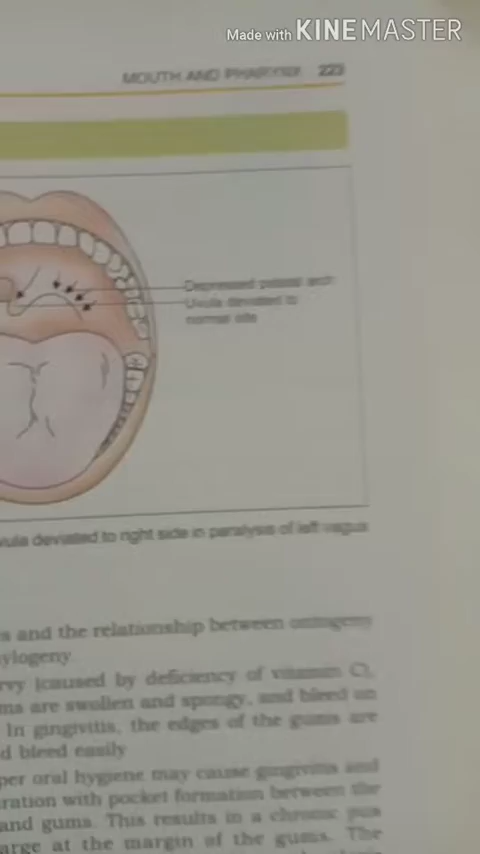 Made with KINEMASTER
MOUTH AND PHARYNX 223
Depressed palatal arch
Uvula deviated to
normal side
vula deviated to right side in paralysis of left vagus
s and the relationship between ontogeny
ylogeny
rvy (caused by deficiency of vitamin C),
ms are swollen and spongy, and bleed on
In gingivitis, the edges of the gums are
d bleed easily
per oral hygiene may cause gingivitis and
ration with pocket formation between the
and gums. This results in a chronic pus
arge at the margin of the gums. The